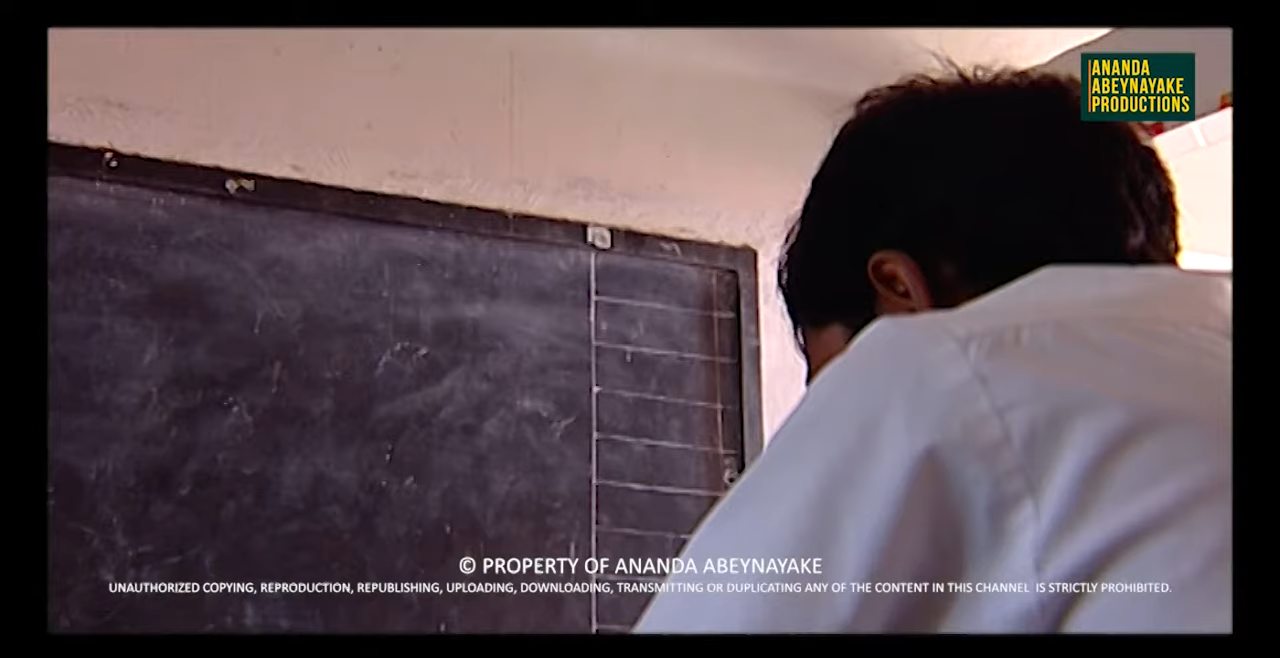 ANANDA
ABEYNAYAKE
PRODUCTIONS
© PROPERTY OF ANANDA ABEYNAYAKE
UNAUTHORIZED COPYING, REPRODUCTION, REPUBLISHING, UPLOADING, DOWNLOADING, TRANSMITTING OR DUPLICATING ANY OF THE CONTENT IN THIS CHANNEL IS STRICTLY PROHIBITED.